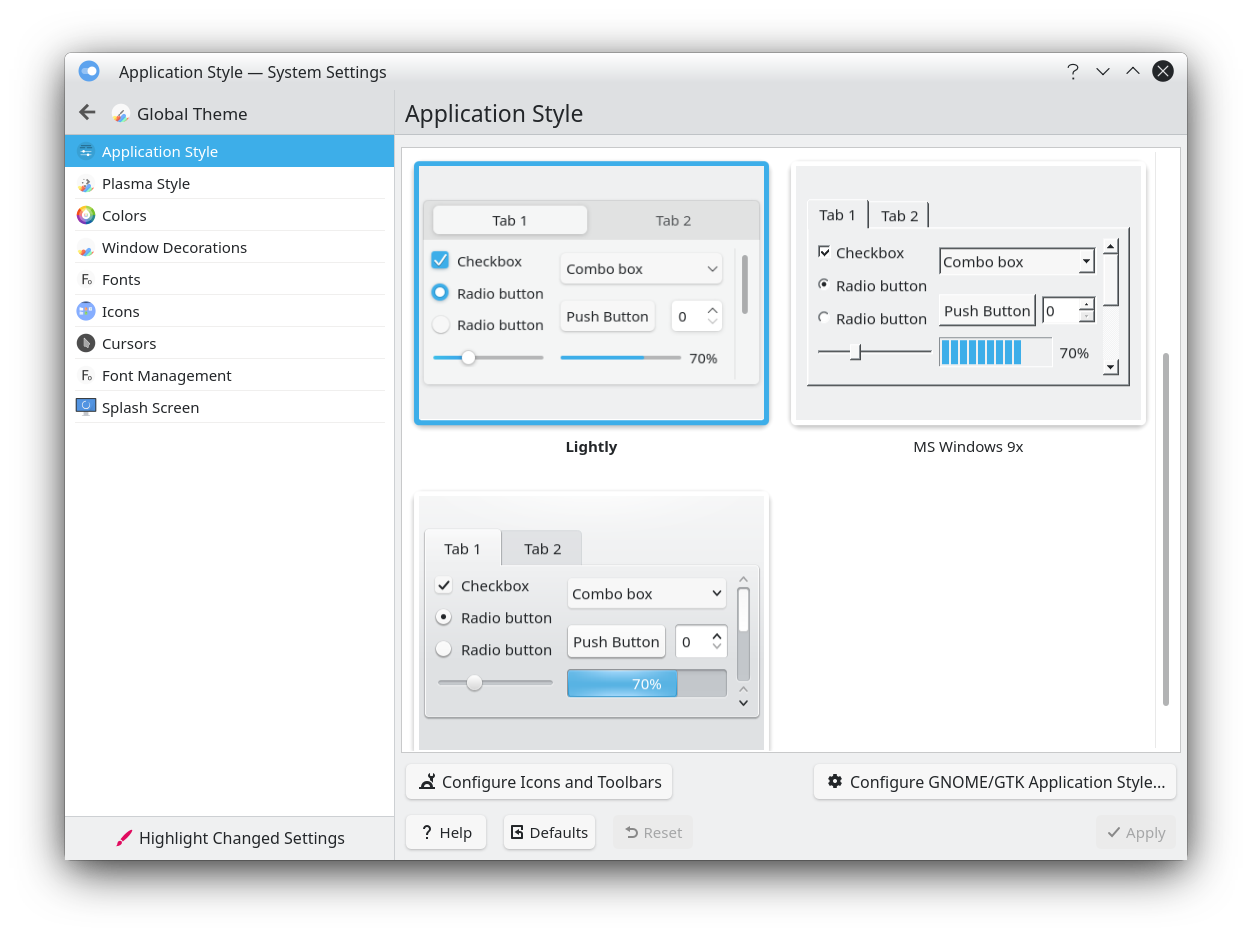 Application Style — System Settings
Global Theme
Application Style
Plasma Style
Colors
Window Decorations
Fonts
Icons
Cursors
Font Management
Splash Screen
Highlight Changed Settings
Application Style
Tab 1 Tab 2
Checkbox Combo box
Radio button
Radio button Push Button 0
70%
Lightly
Tab 1 Tab 2
Checkbox Combo box
Radio button
Radio button Push Button 0
70%
MS Windows 9x
Tab 1 Tab 2
Checkbox Combo box
Radio button
Radio button Push Button 0
70%
Configure Icons and Toolbars Configure GNOME/GTK Application Style...
? Help Defaults Reset Apply